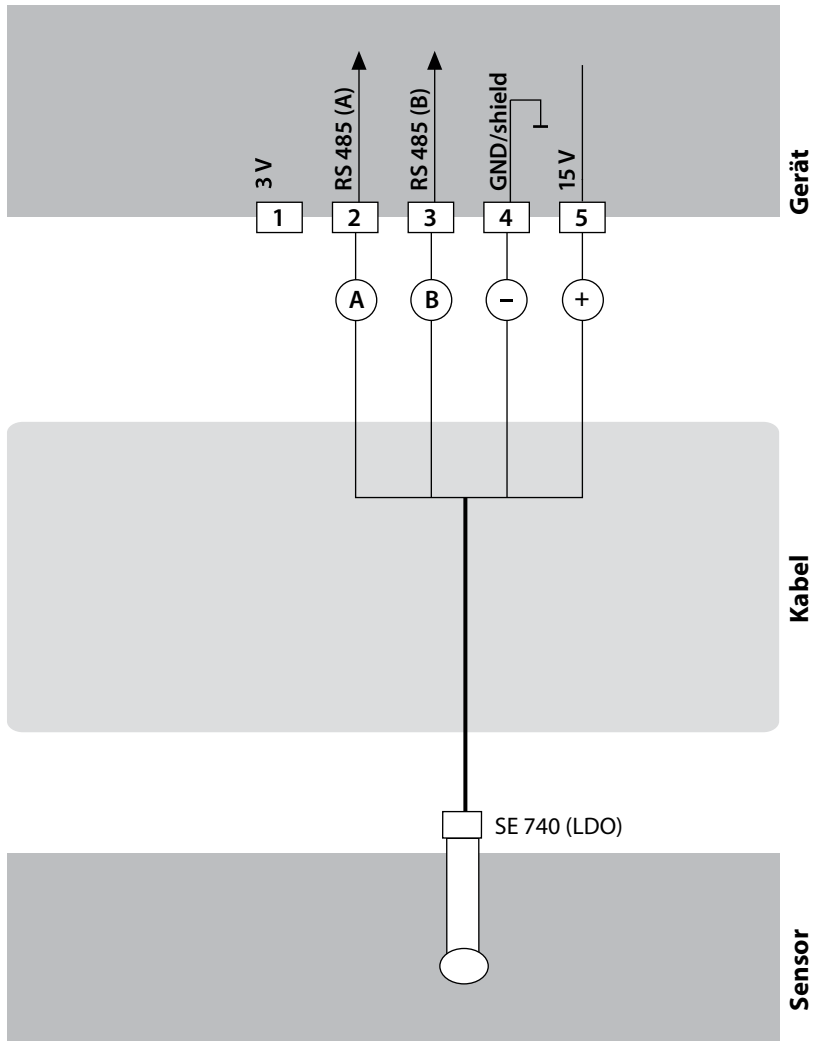 3 V
RS 485 (A)
RS 485 (B)
GND/shield
15 V
Gerät
1
2
3
4
5
A
B
–
+
Kabel
SE 740 (LDO)
Sensor